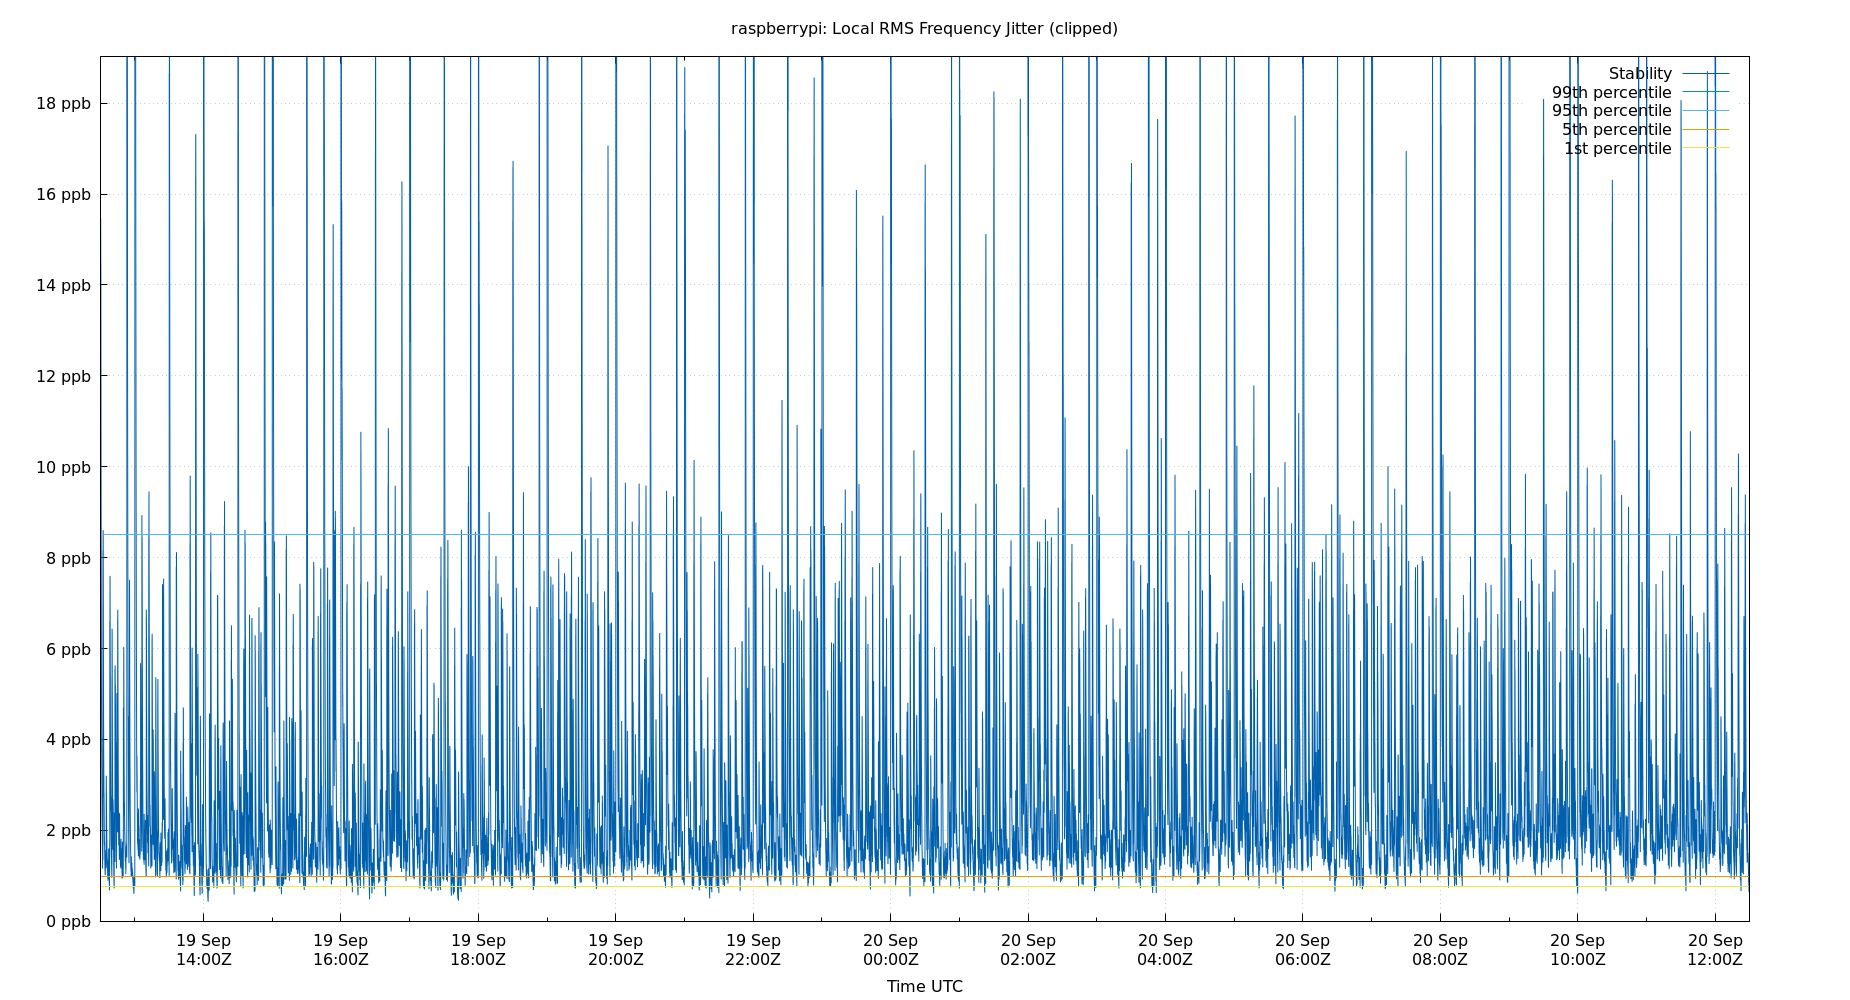 raspberrypi: Local RMS Frequency Jitter (clipped)
Stability
99th percentile
95th percentile
5th percentile
1st percentile
18 ppb
16 ppb
14 ppb
12 ppb
10 ppb
8 ppb
6 ppb
4 ppb
2 ppb
0 ppb
19 Sep 19 Sep 19 Sep 19 Sep 19 Sep 20 Sep 20 Sep 20 Sep 20 Sep 20 Sep 20 Sep 20 Sep
14:00Z 16:00Z 18:00Z 20:00Z 22:00Z 00:00Z 02:00Z 04:00Z 06:00Z 08:00Z 10:00Z 12:00Z
Time UTC